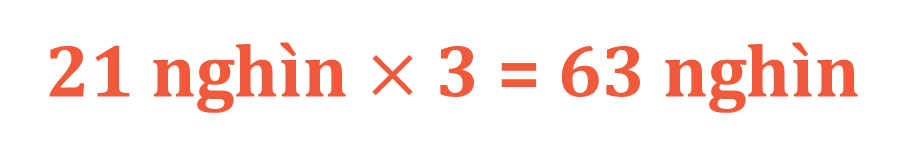 21 nghìn × 3 = 63 nghìn